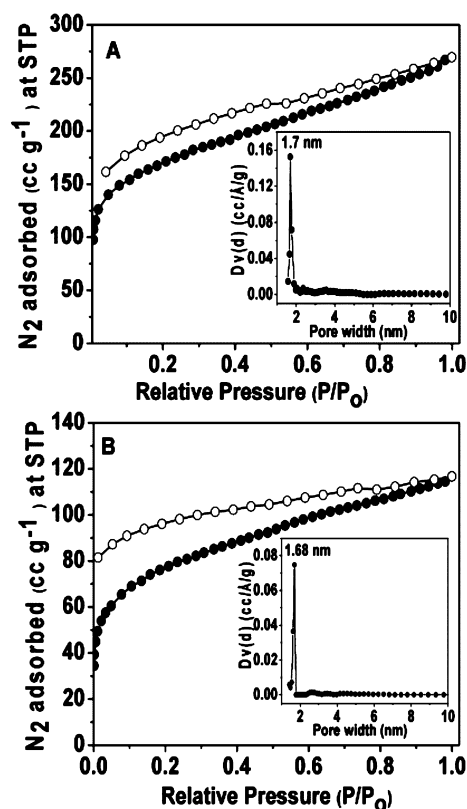 A
N2 adsorbed (cc g-1) at STP
300
250
200
150
100
50
0
0.2 0.4 0.6 0.8 1.0
Relative Pressure (P/Po)
1.7 nm
Dv(d) (cc/Å/g)
0.16
0.12
0.08
0.04
0.00
2 4 6 8 10
Pore width (nm)
B
N2 adsorbed (cc g-1) at STP
140
120
100
80
60
40
20
0
0.0 0.2 0.4 0.6 0.8 1.0
Relative Pressure (P/Po)
1.68 nm
Dv(d) (cc/Å/g)
0.08
0.06
0.04
0.02
0.00
2 4 6 8 10
Pore width (nm)